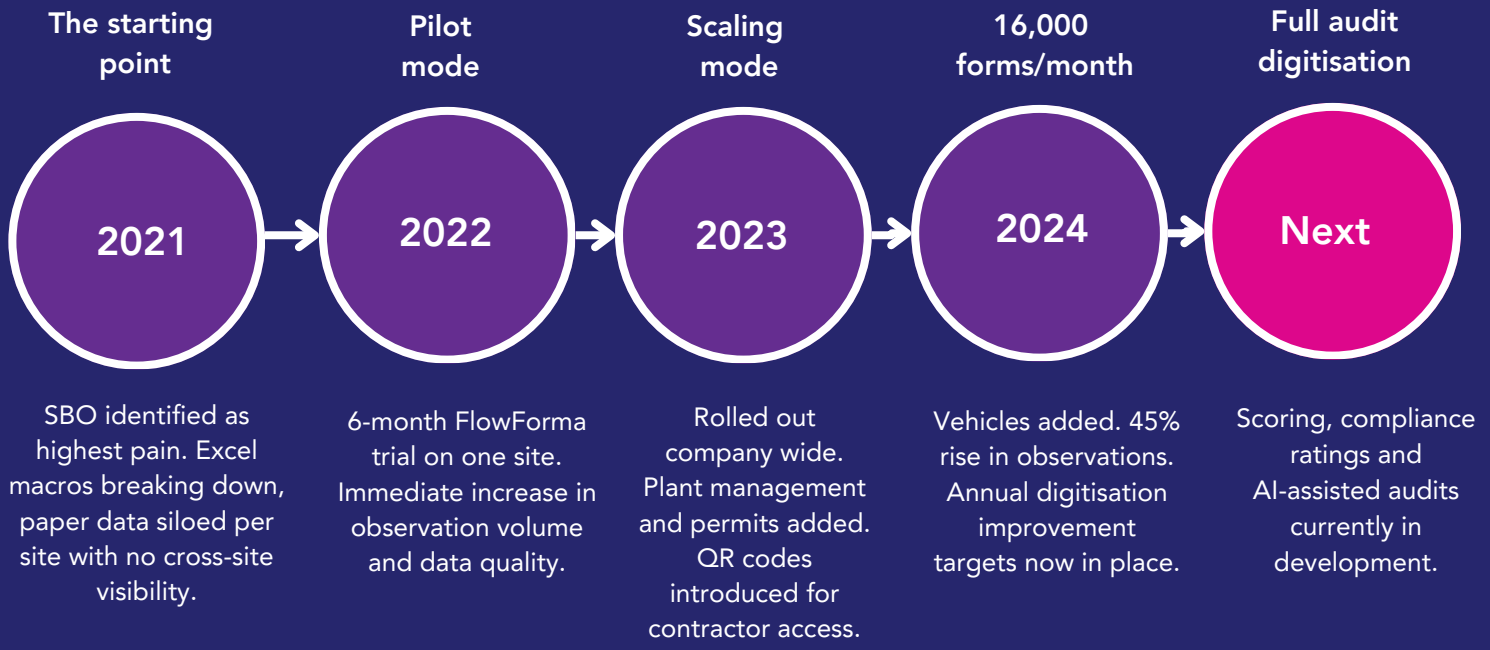 The starting
point
2021
SBO identified as
highest pain. Excel
macros breaking down,
paper data siloed per
site with no cross-site
visibility.
Pilot
mode
2022
6-month FlowForma
trial on one site.
Immediate increase in
observation volume
and data quality.
Scaling
mode
2023
Rolled out
company wide.
Plant management
and permits added.
QR codes
introduced for
contractor access.
16,000
forms/month
2024
Vehicles added. 45%
rise in observations.
Annual digitisation
improvement
targets now in place.
Full audit
digitisation
Next
Scoring, compliance
ratings and
AI-assisted audits
currently in
development.